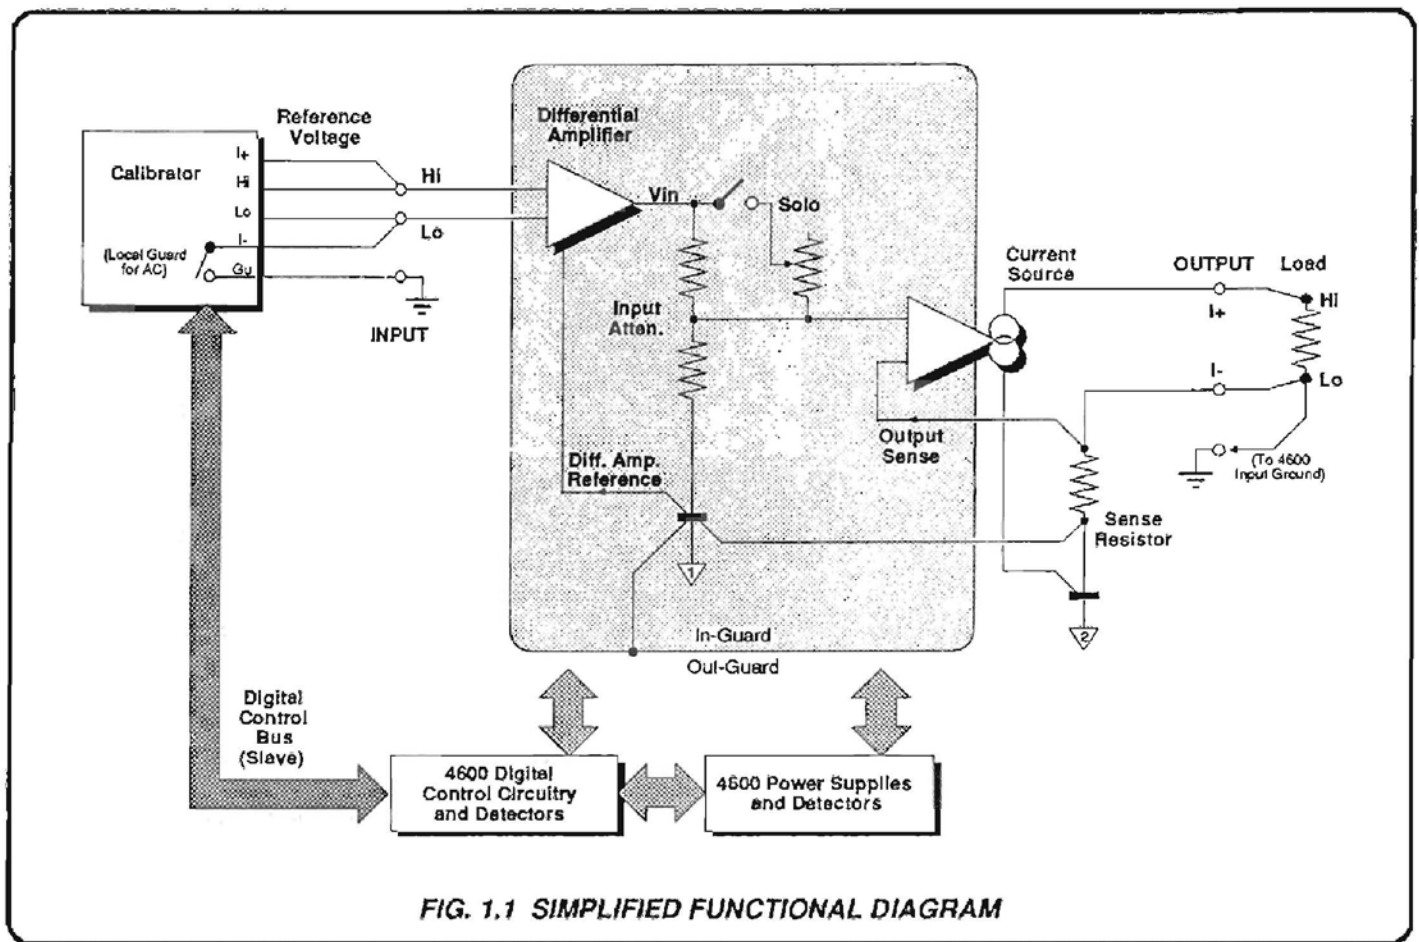 Reference
Voltage
Calibrator
I+
Hi
Lo
I-
Gu
(Local Guard
for AC)
Hi
Lo
INPUT
Differential
Amplifier
Vin
Solo
Input
Atten.
Diff. Amp.
Reference
1
In-Guard
Out-Guard
Output
Sense
Current
Source
OUTPUT
Load
I+
Hi
I-
Lo
(To 4600
Input Ground)
Sense
Resistor
2
Digital
Control
Bus
(Slave)
4600 Digital
Control Circuitry
and Detectors
4600 Power Supplies
and Detectors
FIG. 1.1 SIMPLIFIED FUNCTIONAL DIAGRAM